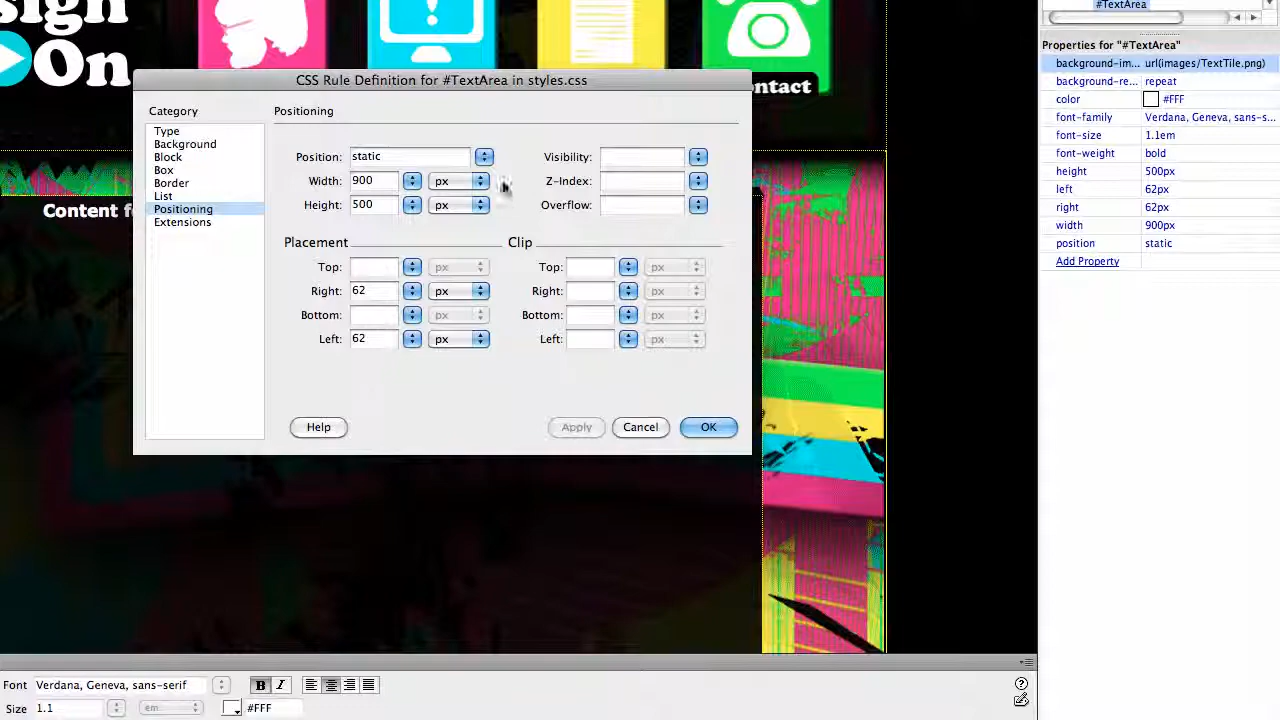 sign
On
ontact
#TextArea
Properties for "#TextArea"
background-im... url(images/TextTile.png)
background-re... repeat
color #FFF
font-family Verdana, Geneva, sans-s...
font-size 1.1em
font-weight bold
height 500px
left 62px
right 62px
width 900px
position static
Add Property
CSS Rule Definition for #TextArea in styles.css
Category
Type
Background
Block
Box
Border
List
Positioning
Extensions
Positioning
Position: static Visibility:
Width: 900 px Z-Index:
Height: 500 px Overflow:
Placement Clip
Top: px Top: px
Right: 62 px Right: px
Bottom: px Bottom: px
Left: 62 px Left: px
Help Apply Cancel OK
Content fo
Font Verdana, Geneva, sans-serif B I
Size 1.1 em #FFF